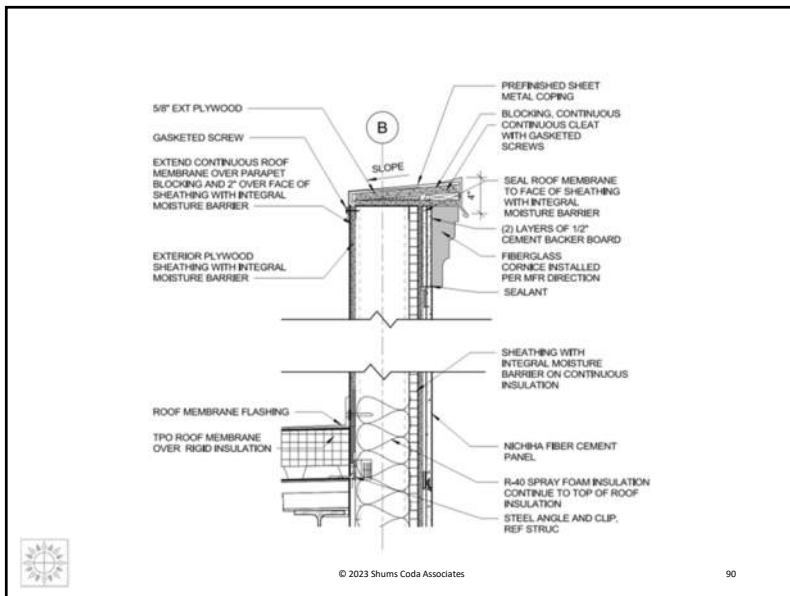 5/8" EXT PLYWOOD
GASKETED SCREW
EXTEND CONTINUOUS ROOF
MEMBRANE OVER PARAPET
BLOCKING AND 2" OVER FACE OF
SHEATHING WITH INTEGRAL
MOISTURE BARRIER
EXTERIOR PLYWOOD
SHEATHING WITH INTEGRAL
MOISTURE BARRIER
B
SLOPE
4"
PREFINISHED SHEET
METAL COPING
BLOCKING, CONTINUOUS
CONTINUOUS CLEAT
WITH GASKETED
SCREWS
SEAL ROOF MEMBRANE
TO FACE OF SHEATHING
WITH INTEGRAL
MOISTURE BARRIER
(2) LAYERS OF 1/2"
CEMENT BACKER BOARD
FIBERGLASS
CORNICE INSTALLED
PER MFR DIRECTION
SEALANT
ROOF MEMBRANE FLASHING
TPO ROOF MEMBRANE
OVER RIGID INSULATION
SHEATHING WITH
INTEGRAL MOISTURE
BARRIER ON CONTINUOUS
INSULATION
NICHIHA FIBER CEMENT
PANEL
R-40 SPRAY FOAM INSULATION
CONTINUE TO TOP OF ROOF
INSULATION
STEEL ANGLE AND CLIP,
REF STRUC
© 2023 Shums Coda Associates
90